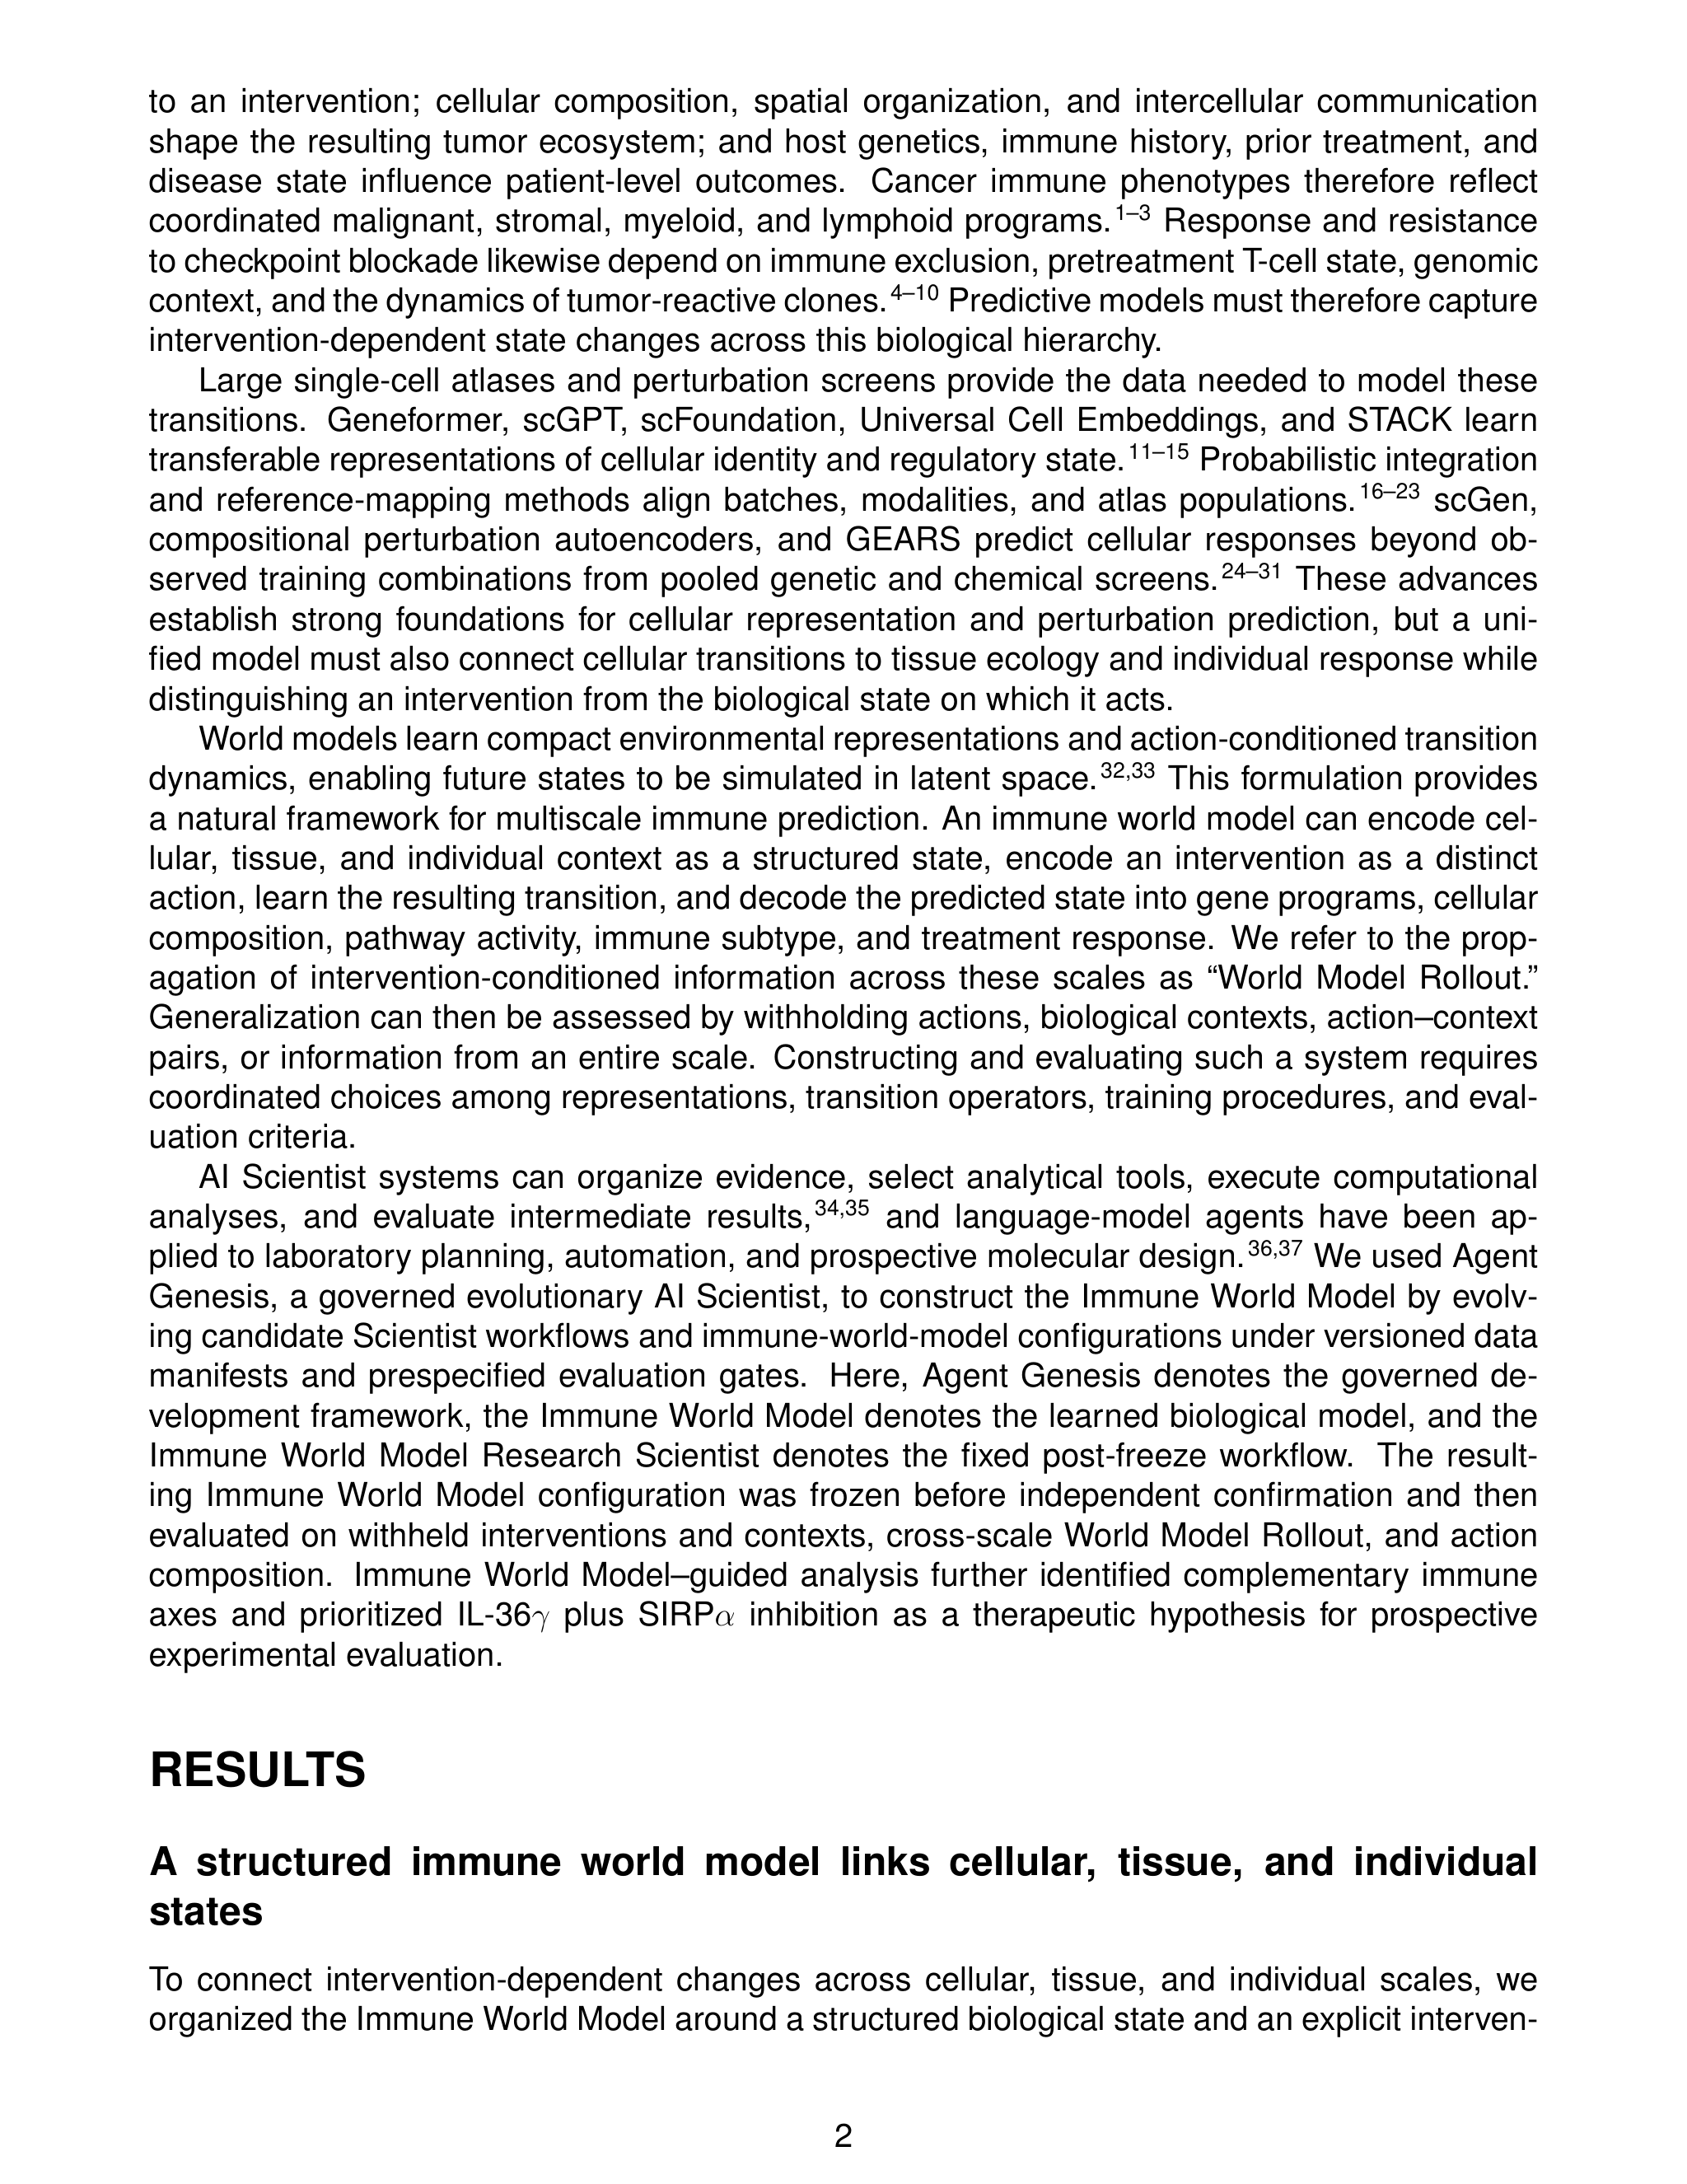 to an intervention; cellular composition, spatial organization, and intercellular communication
shape the resulting tumor ecosystem; and host genetics, immune history, prior treatment, and
disease state influence patient-level outcomes. Cancer immune phenotypes therefore reflect
coordinated malignant, stromal, myeloid, and lymphoid programs.1–3 Response and resistance
to checkpoint blockade likewise depend on immune exclusion, pretreatment T-cell state, genomic
context, and the dynamics of tumor-reactive clones.4–10 Predictive models must therefore capture
intervention-dependent state changes across this biological hierarchy.
Large single-cell atlases and perturbation screens provide the data needed to model these
transitions. Geneformer, scGPT, scFoundation, Universal Cell Embeddings, and STACK learn
transferable representations of cellular identity and regulatory state.11–15 Probabilistic integration
and reference-mapping methods align batches, modalities, and atlas populations.16–23 scGen,
compositional perturbation autoencoders, and GEARS predict cellular responses beyond ob-
served training combinations from pooled genetic and chemical screens.24–31 These advances
establish strong foundations for cellular representation and perturbation prediction, but a uni-
fied model must also connect cellular transitions to tissue ecology and individual response while
distinguishing an intervention from the biological state on which it acts.
World models learn compact environmental representations and action-conditioned transition
dynamics, enabling future states to be simulated in latent space.32,33 This formulation provides
a natural framework for multiscale immune prediction. An immune world model can encode cel-
lular, tissue, and individual context as a structured state, encode an intervention as a distinct
action, learn the resulting transition, and decode the predicted state into gene programs, cellular
composition, pathway activity, immune subtype, and treatment response. We refer to the prop-
agation of intervention-conditioned information across these scales as “World Model Rollout.”
Generalization can then be assessed by withholding actions, biological contexts, action–context
pairs, or information from an entire scale. Constructing and evaluating such a system requires
coordinated choices among representations, transition operators, training procedures, and eval-
uation criteria.
AI Scientist systems can organize evidence, select analytical tools, execute computational
analyses, and evaluate intermediate results,34,35 and language-model agents have been ap-
plied to laboratory planning, automation, and prospective molecular design.36,37 We used Agent
Genesis, a governed evolutionary AI Scientist, to construct the Immune World Model by evolv-
ing candidate Scientist workflows and immune-world-model configurations under versioned data
manifests and prespecified evaluation gates. Here, Agent Genesis denotes the governed de-
velopment framework, the Immune World Model denotes the learned biological model, and the
Immune World Model Research Scientist denotes the fixed post-freeze workflow. The result-
ing Immune World Model configuration was frozen before independent confirmation and then
evaluated on withheld interventions and contexts, cross-scale World Model Rollout, and action
composition. Immune World Model–guided analysis further identified complementary immune
axes and prioritized IL-36γ plus SIRPα inhibition as a therapeutic hypothesis for prospective
experimental evaluation.
RESULTS
A structured immune world model links cellular, tissue, and individual
states
To connect intervention-dependent changes across cellular, tissue, and individual scales, we
organized the Immune World Model around a structured biological state and an explicit interven-
2